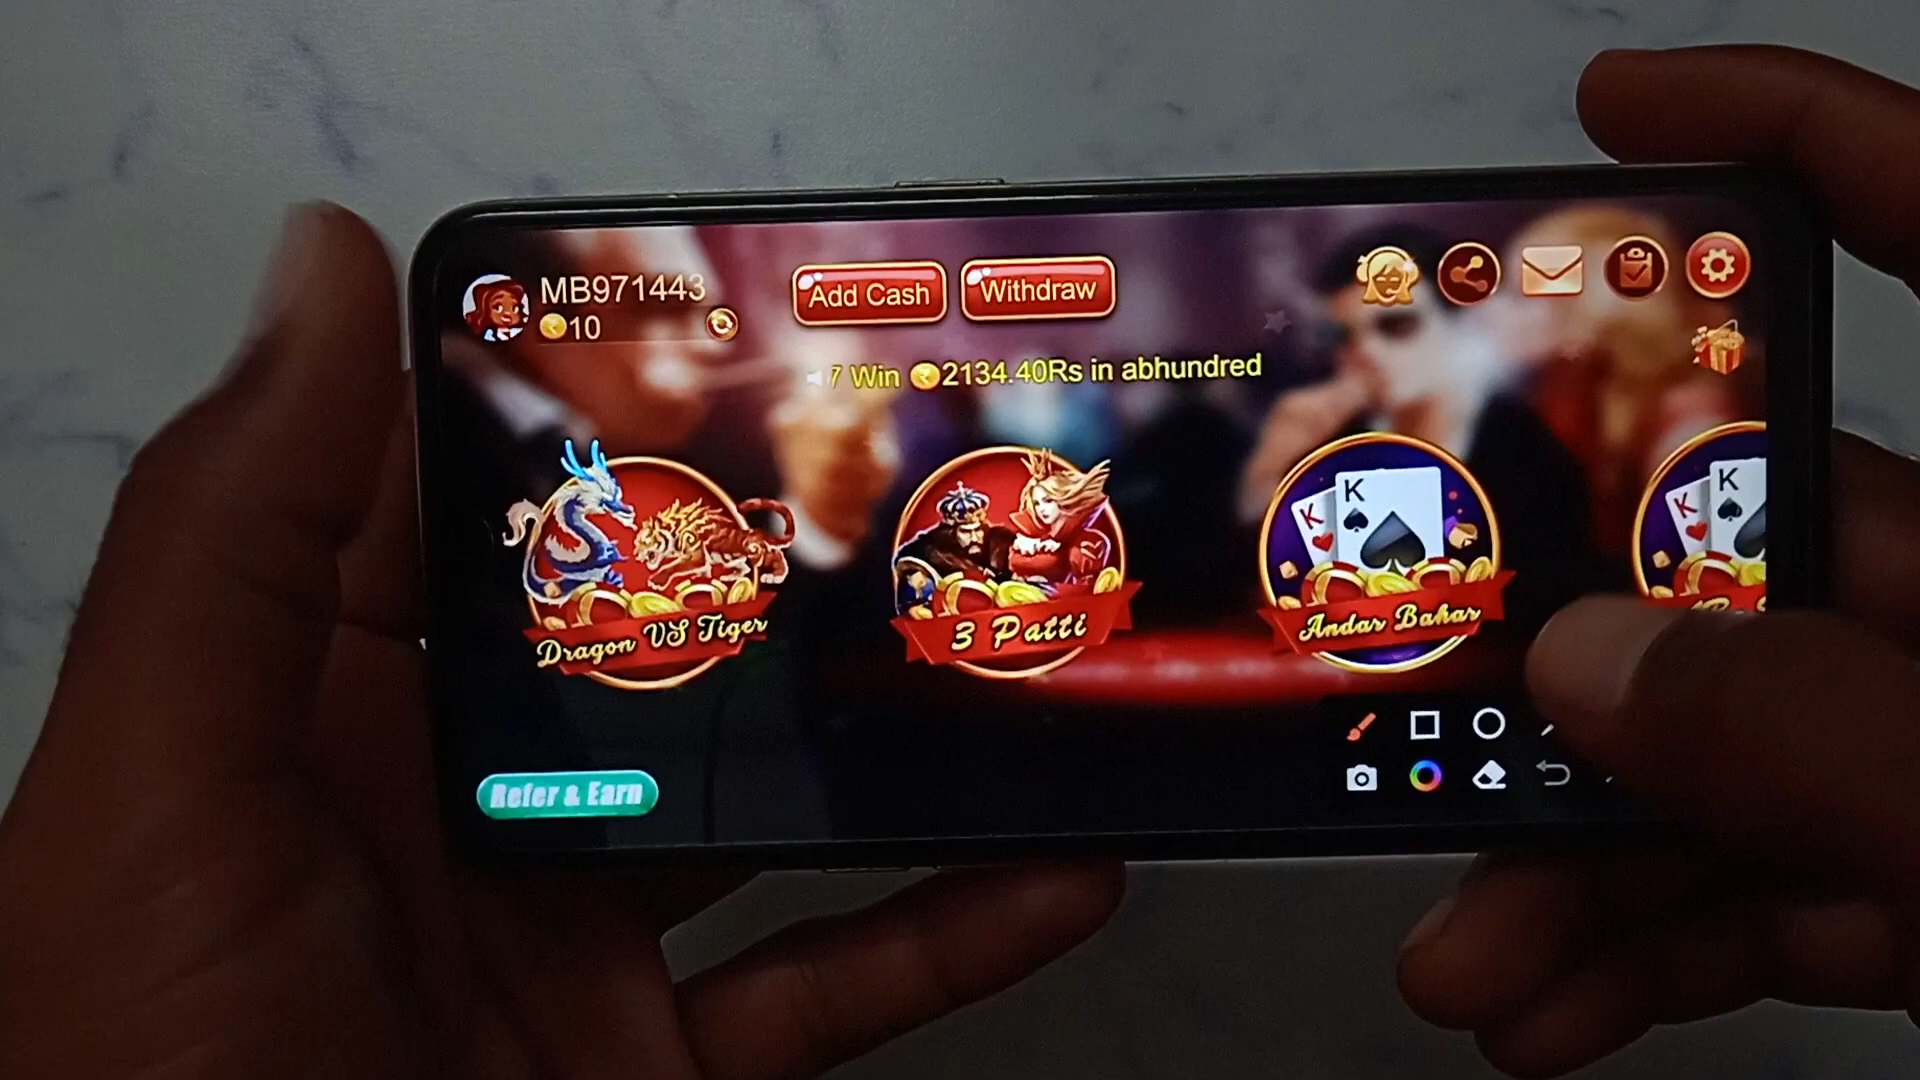 MB971443
10
Add Cash
Withdraw
7 Win 2134.40Rs in abhundred
Dragon VS Tiger
3 Patti
K
K
Andar Bahar
K
K
Refer & Earn